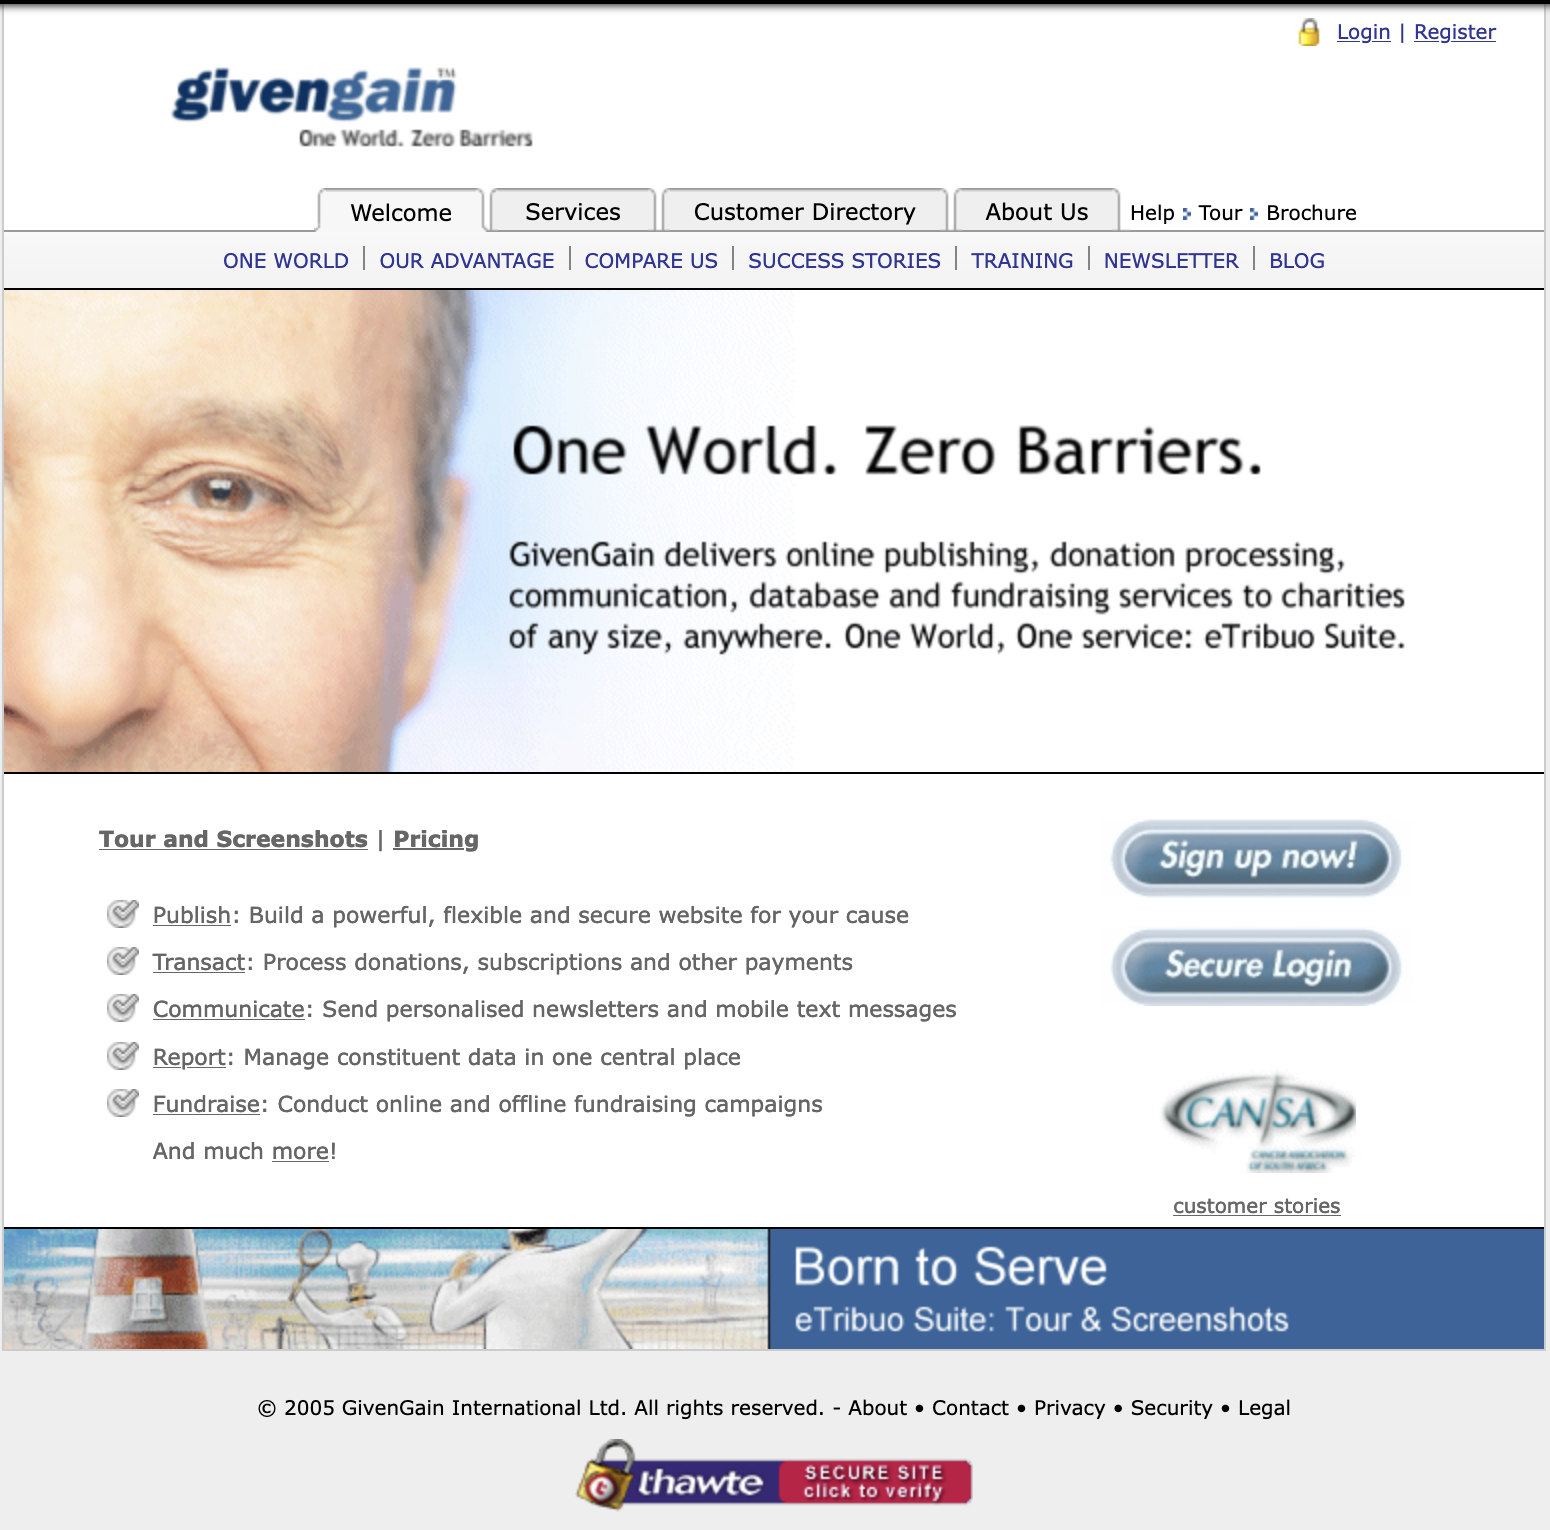 Login | Register
givengain™
One World. Zero Barriers
Welcome Services Customer Directory About Us Help Tour Brochure
ONE WORLD | OUR ADVANTAGE | COMPARE US | SUCCESS STORIES | TRAINING | NEWSLETTER | BLOG
One World. Zero Barriers.
GivenGain delivers online publishing, donation processing,
communication, database and fundraising services to charities
of any size, anywhere. One World, One service: eTribuo Suite.
Tour and Screenshots | Pricing
Publish: Build a powerful, flexible and secure website for your cause
Transact: Process donations, subscriptions and other payments
Communicate: Send personalised newsletters and mobile text messages
Report: Manage constituent data in one central place
Fundraise: Conduct online and offline fundraising campaigns
And much more!
Sign up now!
Secure Login
CANSA
CANCER ASSOCIATION
OF SOUTH AFRICA
customer stories
Born to Serve
eTribuo Suite: Tour & Screenshots
© 2005 GivenGain International Ltd. All rights reserved. - About • Contact • Privacy • Security • Legal
thawte
SECURE SITE
click to verify